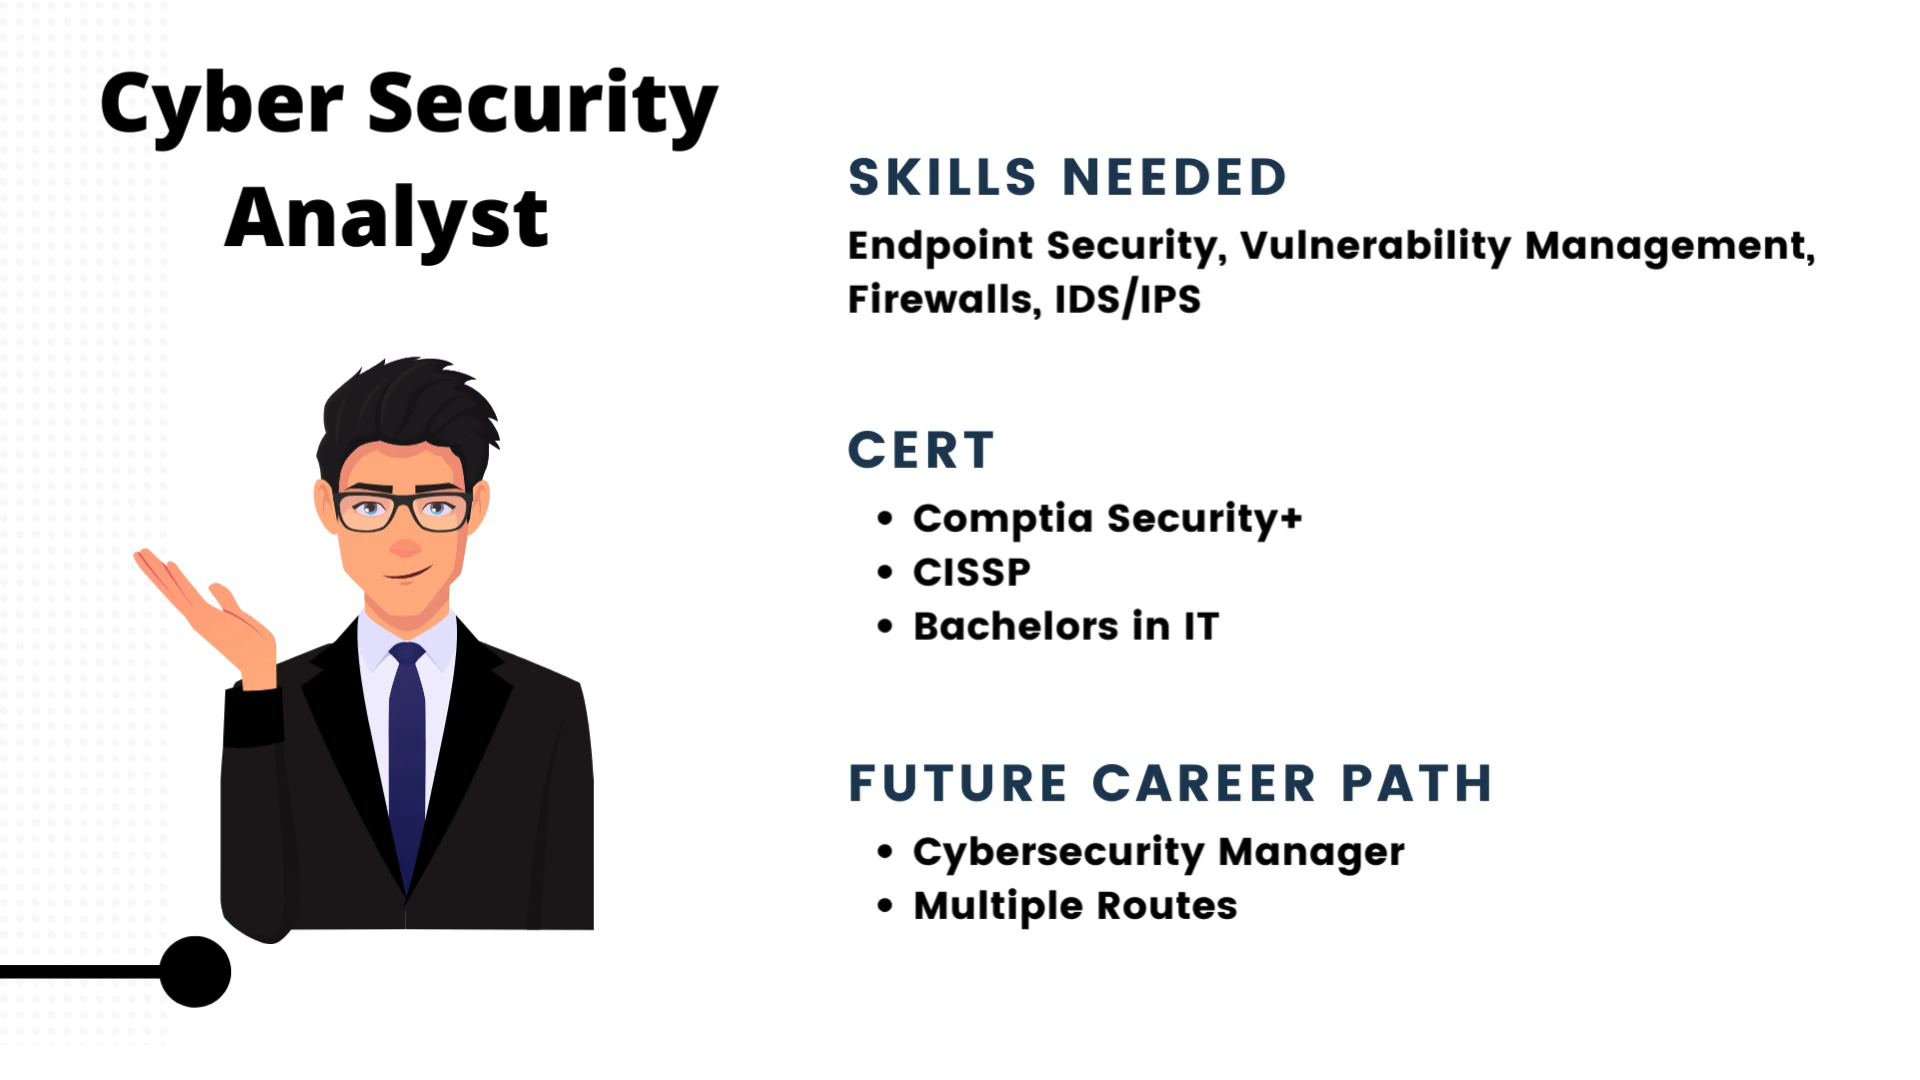 Cyber Security
Analyst
SKILLS NEEDED
Endpoint Security, Vulnerability Management,
Firewalls, IDS/IPS
CERT
• Comptia Security+
• CISSP
• Bachelors in IT
FUTURE CAREER PATH
• Cybersecurity Manager
• Multiple Routes